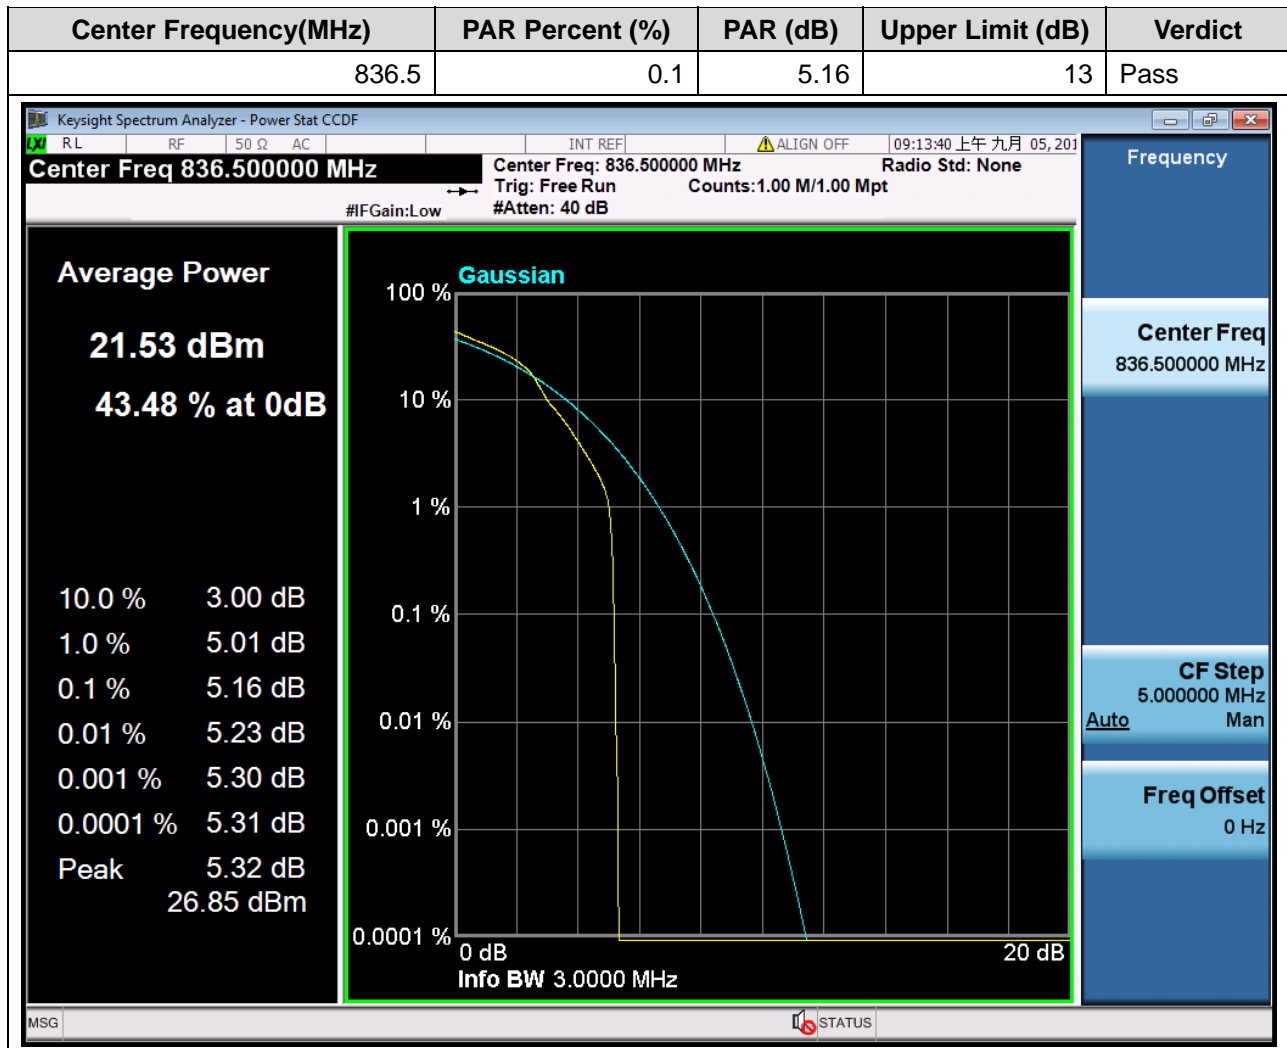 Center Frequency(MHz) PAR Percent (%) PAR (dB) Upper Limit (dB) Verdict
836.5 0.1 5.16 13 Pass
Keysight Spectrum Analyzer - Power Stat CCDF
LXI RL RF 50 Ω AC INT REF ALIGN OFF 09:13:40 上午 九月 05, 201
Center Freq 836.500000 MHz
Center Freq: 836.500000 MHz Radio Std: None
Trig: Free Run Counts:1.00 M/1.00 Mpt
#IFGain:Low #Atten: 40 dB
Average Power
21.53 dBm
43.48 % at 0dB
10.0 % 3.00 dB
1.0 % 5.01 dB
0.1 % 5.16 dB
0.01 % 5.23 dB
0.001 % 5.30 dB
0.0001 % 5.31 dB
Peak 5.32 dB
26.85 dBm
Gaussian
100 %
10 %
1 %
0.1 %
0.01 %
0.001 %
0.0001 %
0 dB 20 dB
Info BW 3.0000 MHz
Frequency
Center Freq
836.500000 MHz
CF Step
5.000000 MHz
Auto Man
Freq Offset
0 Hz
MSG STATUS